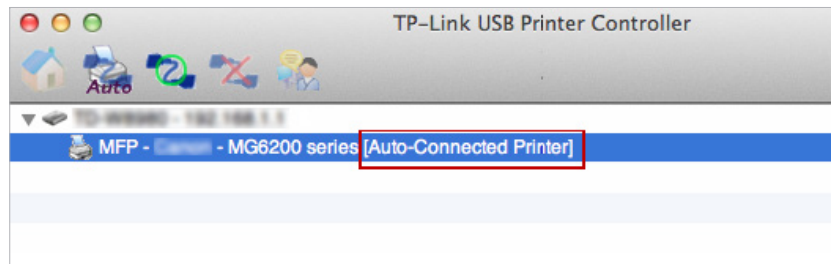 TP-Link USB Printer Controller
Auto
MFP - - MG6200 series [Auto-Connected Printer]